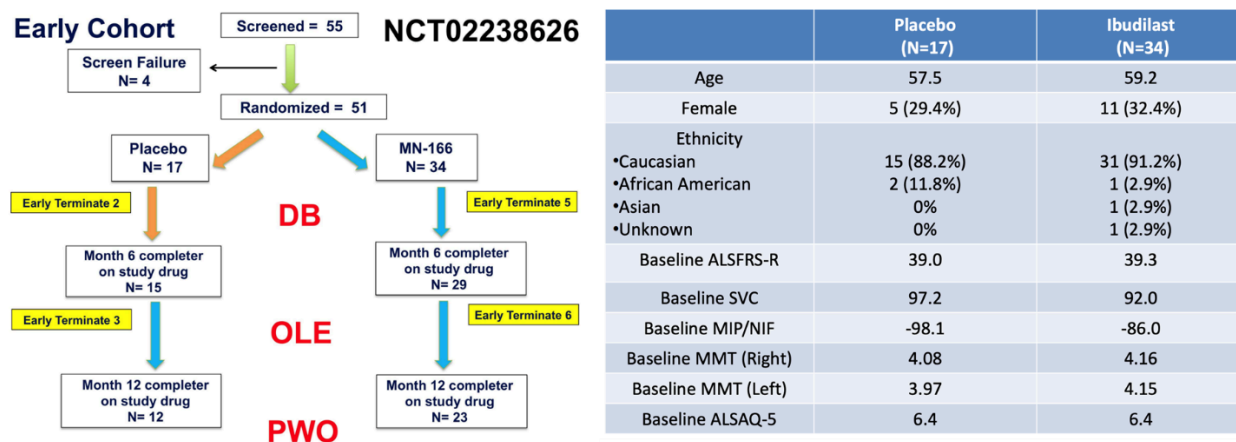 Early Cohort
Screened = 55
NCT02238626
Screen Failure
N= 4
Randomized = 51
Placebo
N= 17
MN-166
N= 34
Early Terminate 2
DB
Early Terminate 5
Month 6 completer
on study drug
N= 15
Month 6 completer
on study drug
N= 29
Early Terminate 3
OLE
Early Terminate 6
Month 12 completer
on study drug
N= 12
Month 12 completer
on study drug
N= 23
PWO
Placebo
(N=17)
Ibudilast
(N=34)
Age 57.5 59.2
Female 5 (29.4%) 11 (32.4%)
Ethnicity
•Caucasian 15 (88.2%) 31 (91.2%)
•African American 2 (11.8%) 1 (2.9%)
•Asian 0% 1 (2.9%)
•Unknown 0% 1 (2.9%)
Baseline ALSFRS-R 39.0 39.3
Baseline SVC 97.2 92.0
Baseline MIP/NIF -98.1 -86.0
Baseline MMT (Right) 4.08 4.16
Baseline MMT (Left) 3.97 4.15
Baseline ALSAQ-5 6.4 6.4